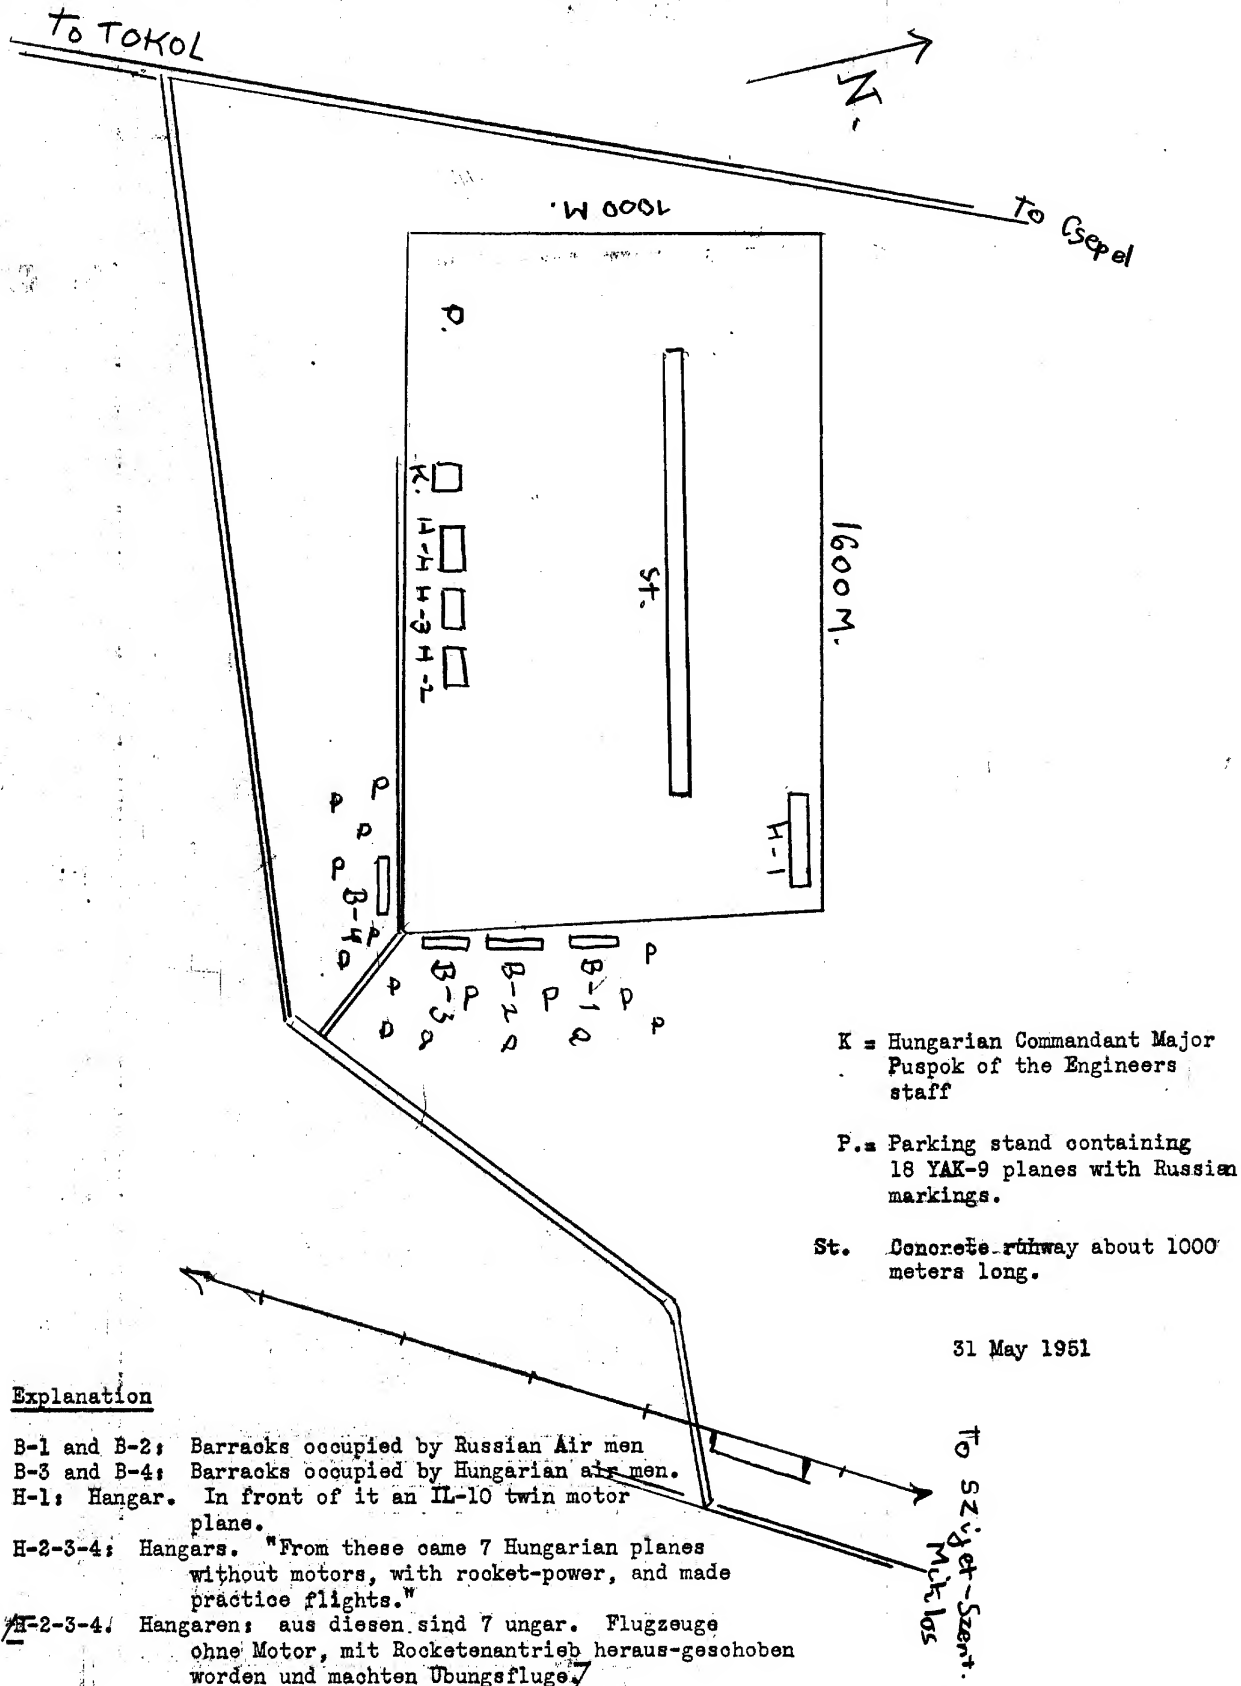 To TOKOL
N.
To Csepel
1000 M.
P.
K.
H-4
H-3
H-2
St.
1600 M.
H-1
P
P
P
P
B-4
P
P
B-3
B-2
B-1
P
P
P
P
P
P
P
P
P
K = Hungarian Commandant Major
Puspok of the Engineers
staff
P.= Parking stand containing
18 YAK-9 planes with Russian
markings.
St. Concrete runway about 1000
meters long.
31 May 1951
Explanation
B-1 and B-2: Barracks occupied by Russian Air men
B-3 and B-4: Barracks occupied by Hungarian air men.
H-1: Hangar. In front of it an IL-10 twin motor
plane.
H-2-3-4: Hangars. "From these came 7 Hungarian planes
without motors, with rocket-power, and made
practice flights."
H-2-3-4. Hangaren: aus diesen sind 7 ungar. Flugzeuge
ohne Motor, mit Rocketenantrieb heraus-geschoben
worden und machten Ubungsfluge.
To Sziget-Szent.
Miklos